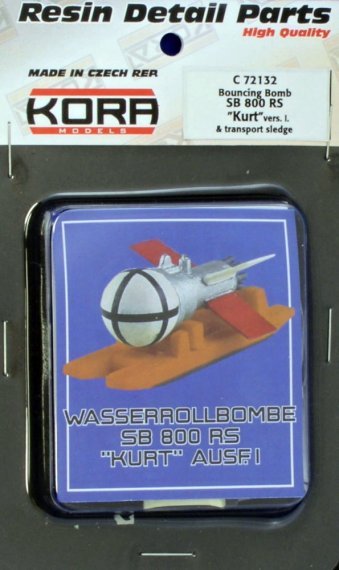 Resin Detail Parts
High Quality
MADE IN CZECH REP.
KORA
MODELS
C 72132
Bouncing Bomb
SB 800 RS
"Kurt" vers. I.
& transport sledge
WASSERROLLBOMBE
SB 800 RS
"KURT" AUSF. I